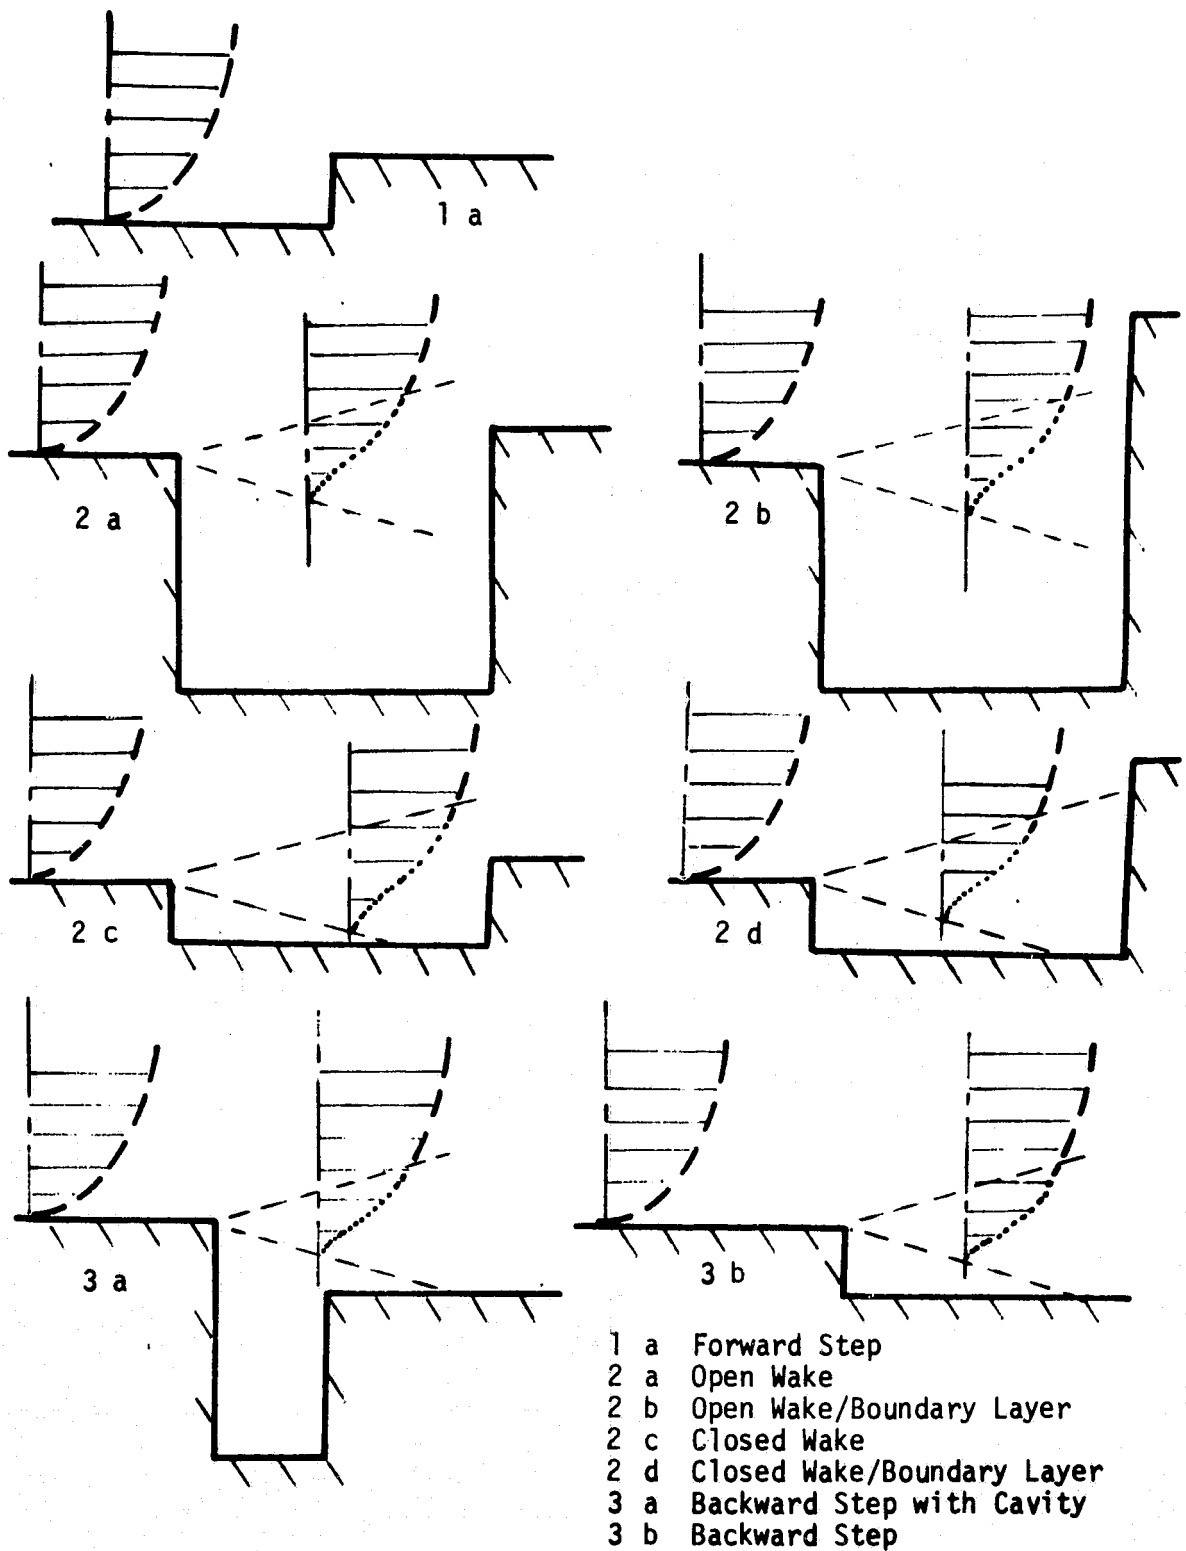 1 a
2 a
2 b
2 c
2 d
3 a
3 b
1 a Forward Step
2 a Open Wake
2 b Open Wake/Boundary Layer
2 c Closed Wake
2 d Closed Wake/Boundary Layer
3 a Backward Step with Cavity
3 b Backward Step